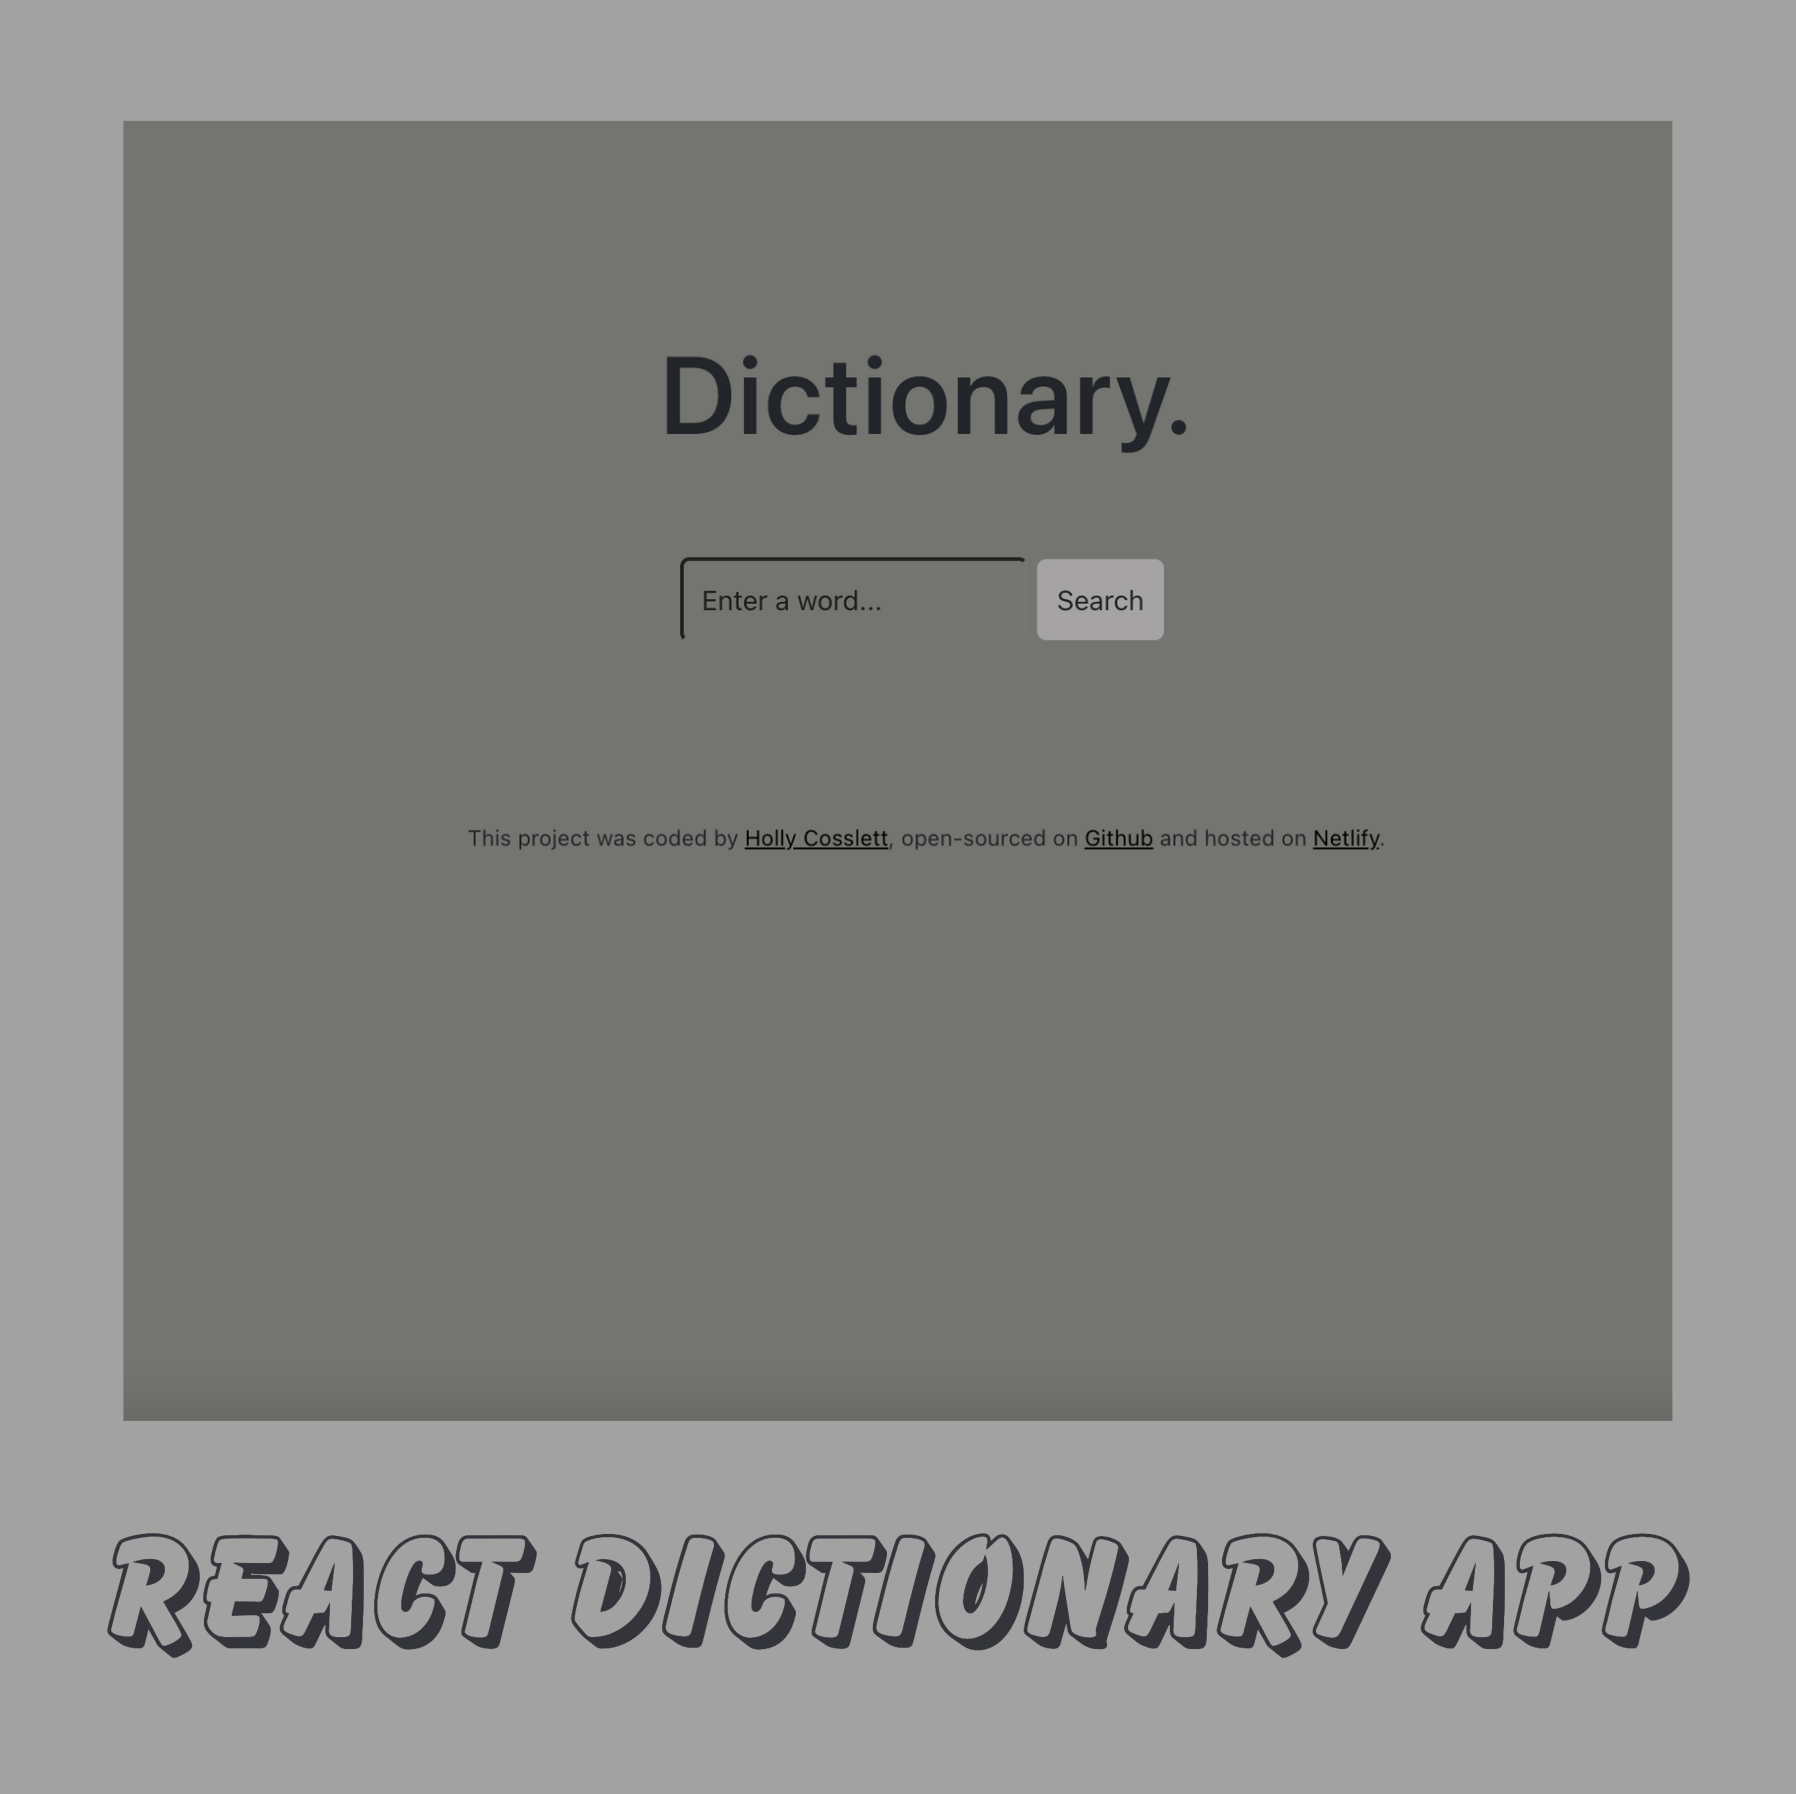 Dictionary.
Enter a word... Search
This project was coded by Holly Cosslett, open-sourced on Github and hosted on Netlify.
REACT DICTIONARY APP